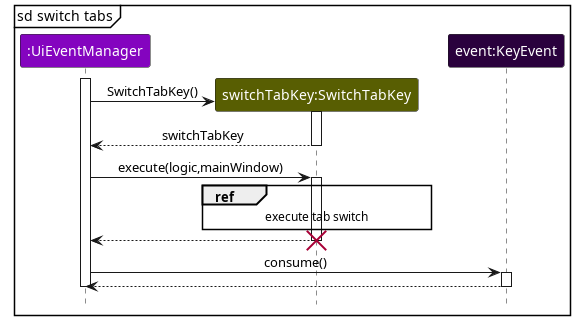 sd switch tabs
:UiEventManager
event:KeyEvent
SwitchTabKey()
switchTabKey:SwitchTabKey
switchTabKey
execute(logic,mainWindow)
ref
execute tab switch
consume()